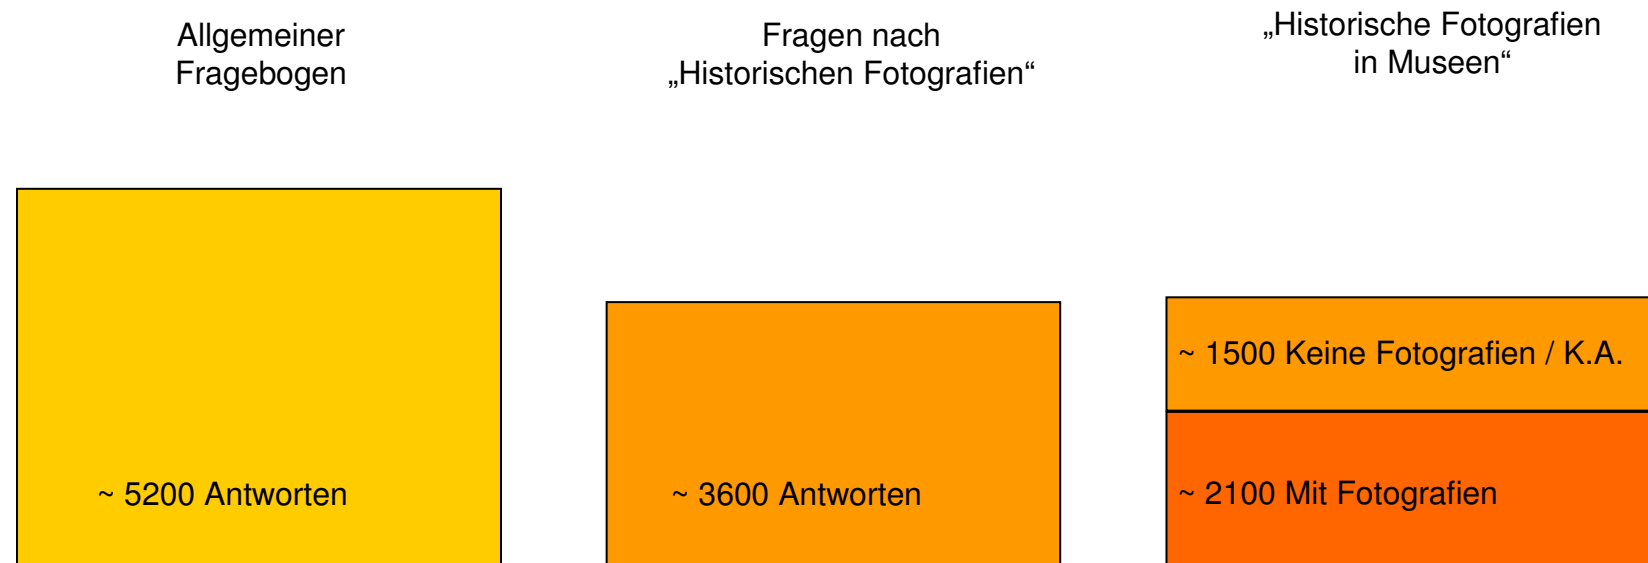 Allgemeiner
Fragebogen
Fragen nach
„Historischen Fotografien“
„Historische Fotografien
in Museen“
~ 5200 Antworten
~ 3600 Antworten
~ 1500 Keine Fotografien / K.A.
~ 2100 Mit Fotografien